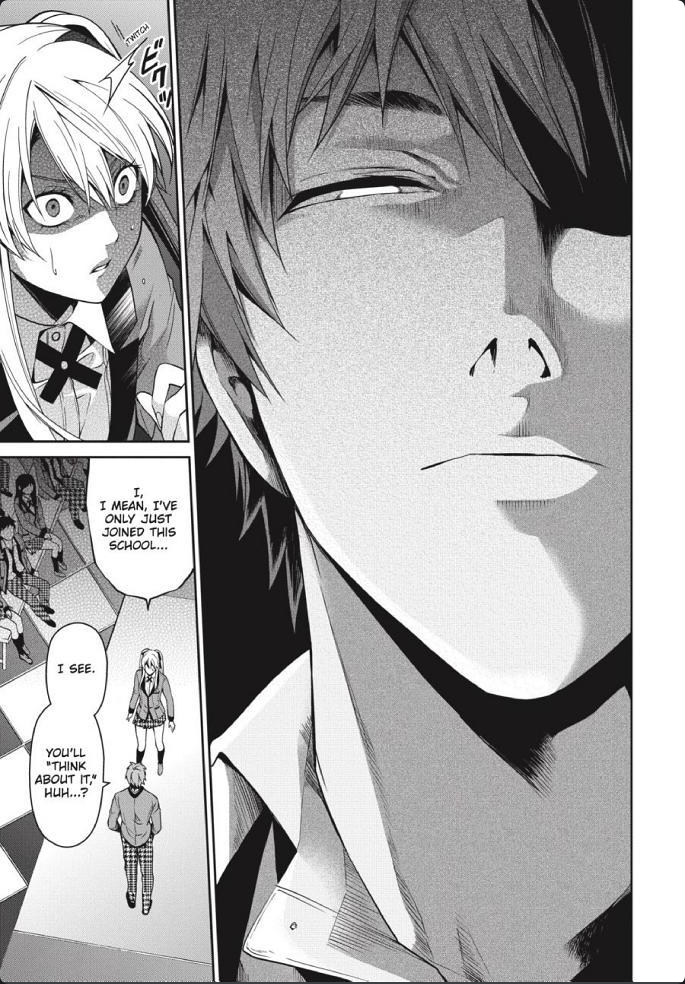 ビクッ
TWITCH
I,
I MEAN, I'VE
ONLY JUST
JOINED THIS
SCHOOL...
I SEE.
YOU'LL
"THINK
ABOUT IT,"
HUH...?